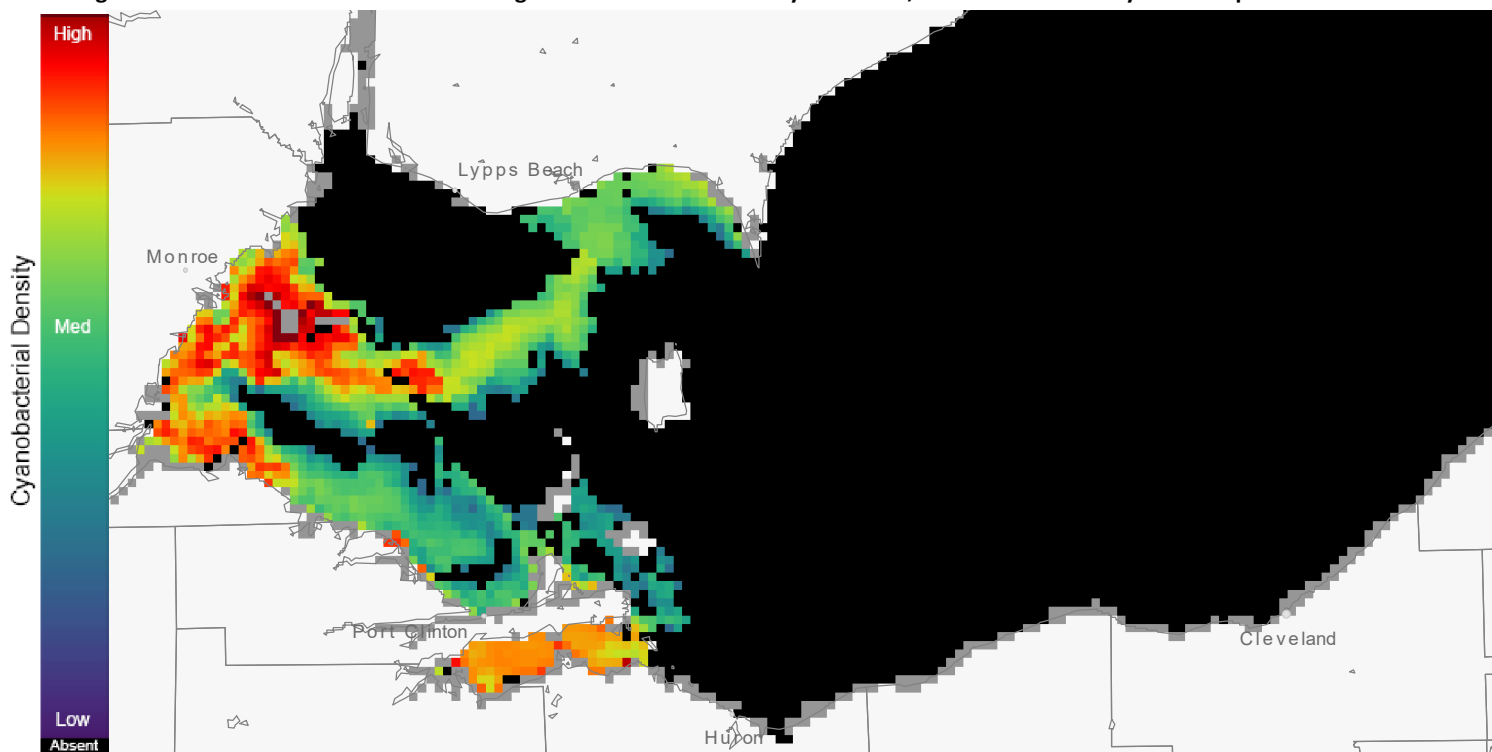 High
Med
Low
Absent
Cyanobacterial Density
Lypps Beach
Monroe
Port Clinton
Cleveland
Huron